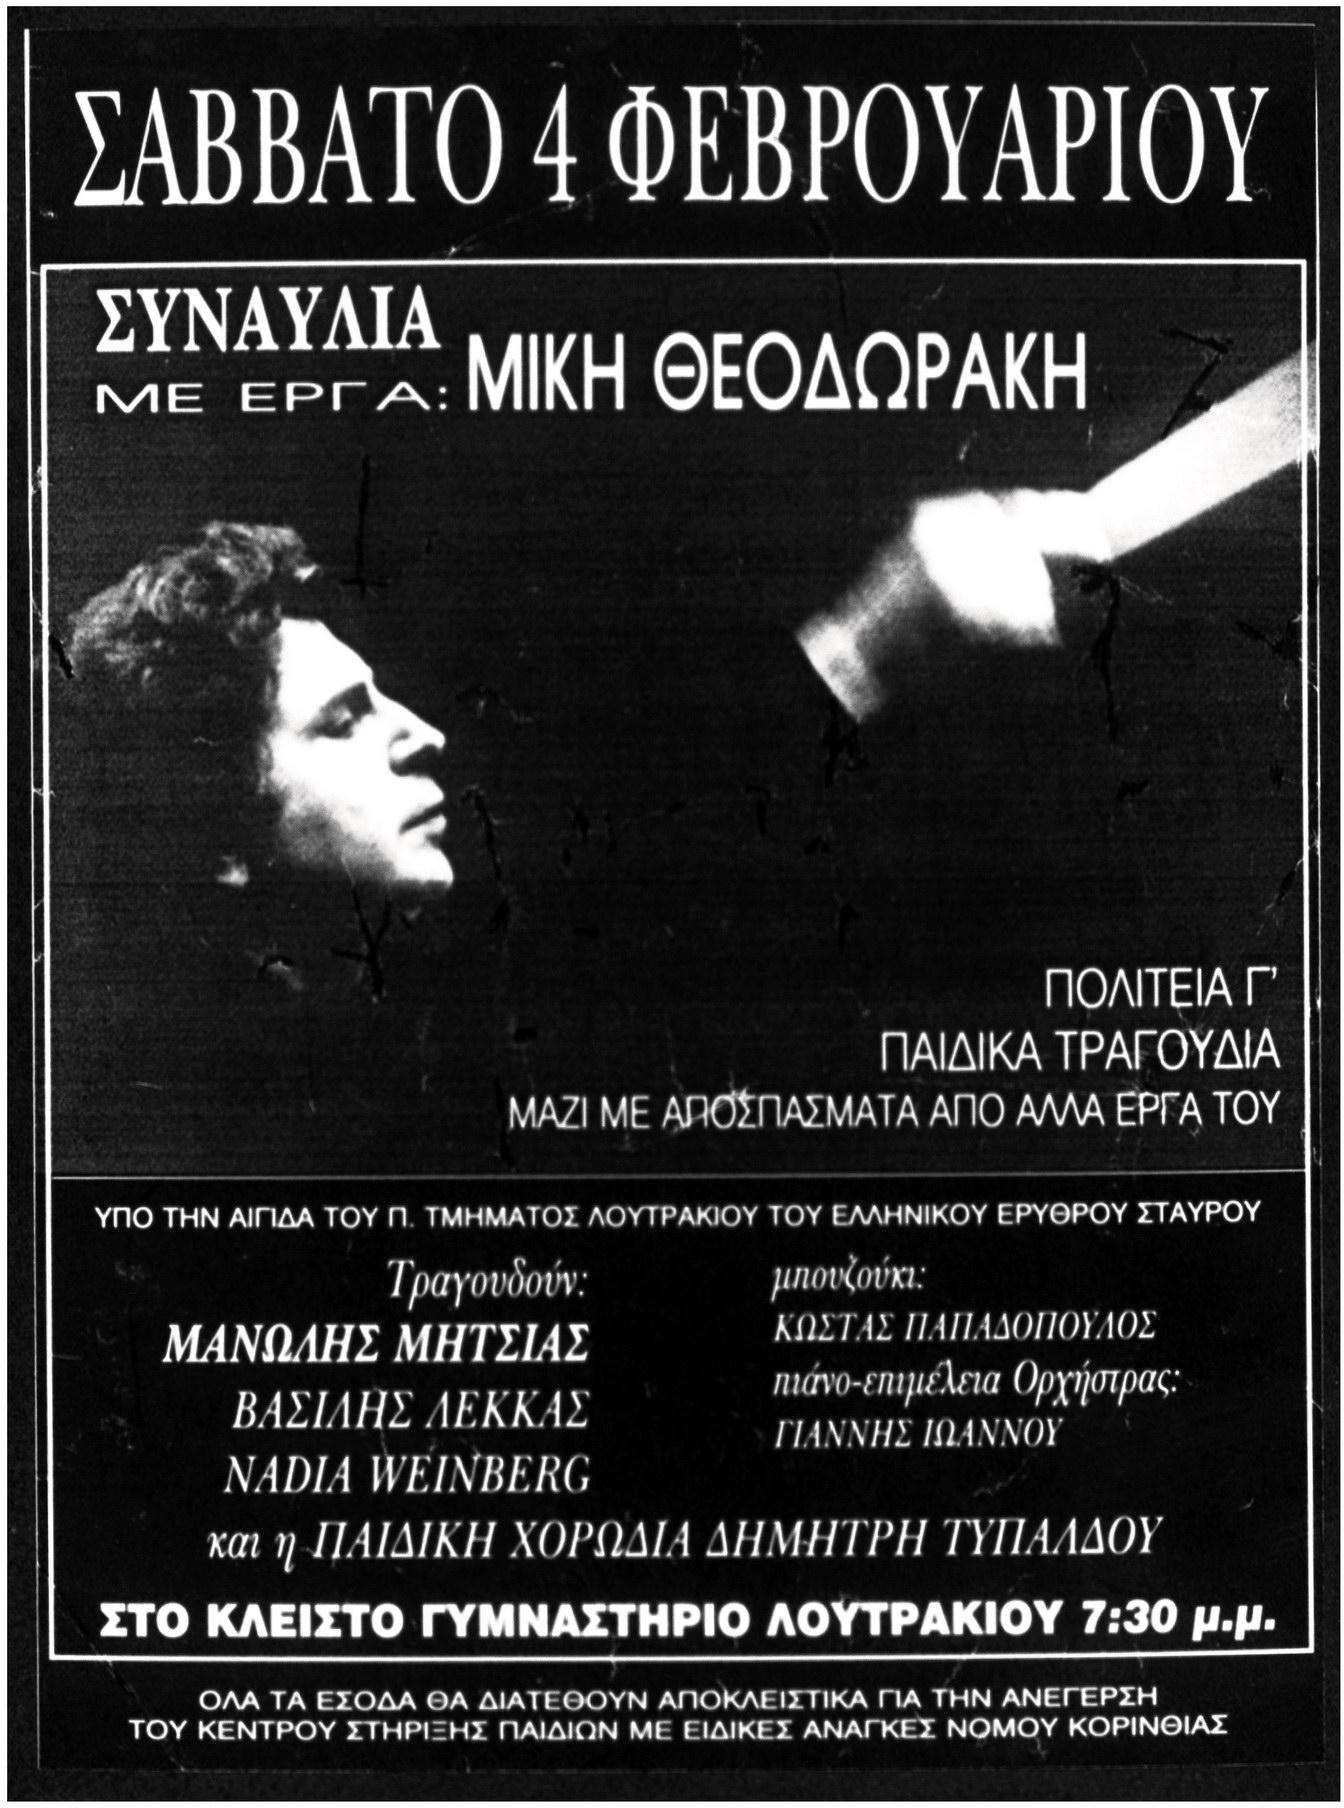 ΣΑΒΒΑΤΟ 4 ΦΕΒΡΟΥΑΡΙΟΥ
ΣΥΝΑΥΛΙΑ
ΜΕ ΕΡΓΑ: ΜΙΚΗ ΘΕΟΔΩΡΑΚΗ
ΠΟΛΙΤΕΙΑ Γ'
ΠΑΙΔΙΚΑ ΤΡΑΓΟΥΔΙΑ
ΜΑΖΙ ΜΕ ΑΠΟΣΠΑΣΜΑΤΑ ΑΠΟ ΑΛΛΑ ΕΡΓΑ ΤΟΥ
ΥΠΟ ΤΗΝ ΑΙΓΙΔΑ ΤΟΥ Π. ΤΜΗΜΑΤΟΣ ΛΟΥΤΡΑΚΙΟΥ ΤΟΥ ΕΛΛΗΝΙΚΟΥ ΕΡΥΘΡΟΥ ΣΤΑΥΡΟΥ
Τραγουδούν:
ΜΑΝΩΛΗΣ ΜΗΤΣΙΑΣ
ΒΑΣΙΛΗΣ ΛΕΚΚΑΣ
NADIA WEINBERG
μπουζούκι:
ΚΩΣΤΑΣ ΠΑΠΑΔΟΠΟΥΛΟΣ
πιάνο-επιμέλεια Ορχήστρας:
ΓΙΑΝΝΗΣ ΙΩΑΝΝΟΥ
και η ΠΑΙΔΙΚΗ ΧΟΡΩΔΙΑ ΔΗΜΗΤΡΗ ΤΥΠΑΛΔΟΥ
ΣΤΟ ΚΛΕΙΣΤΟ ΓΥΜΝΑΣΤΗΡΙΟ ΛΟΥΤΡΑΚΙΟΥ 7:30 μ.μ.
ΟΛΑ ΤΑ ΕΣΟΔΑ ΘΑ ΔΙΑΤΕΘΟΥΝ ΑΠΟΚΛΕΙΣΤΙΚΑ ΓΙΑ ΤΗΝ ΑΝΕΓΕΡΣΗ
ΤΟΥ ΚΕΝΤΡΟΥ ΣΤΗΡΙΞΗΣ ΠΑΙΔΙΩΝ ΜΕ ΕΙΔΙΚΕΣ ΑΝΑΓΚΕΣ ΝΟΜΟΥ ΚΟΡΙΝΘΙΑΣ